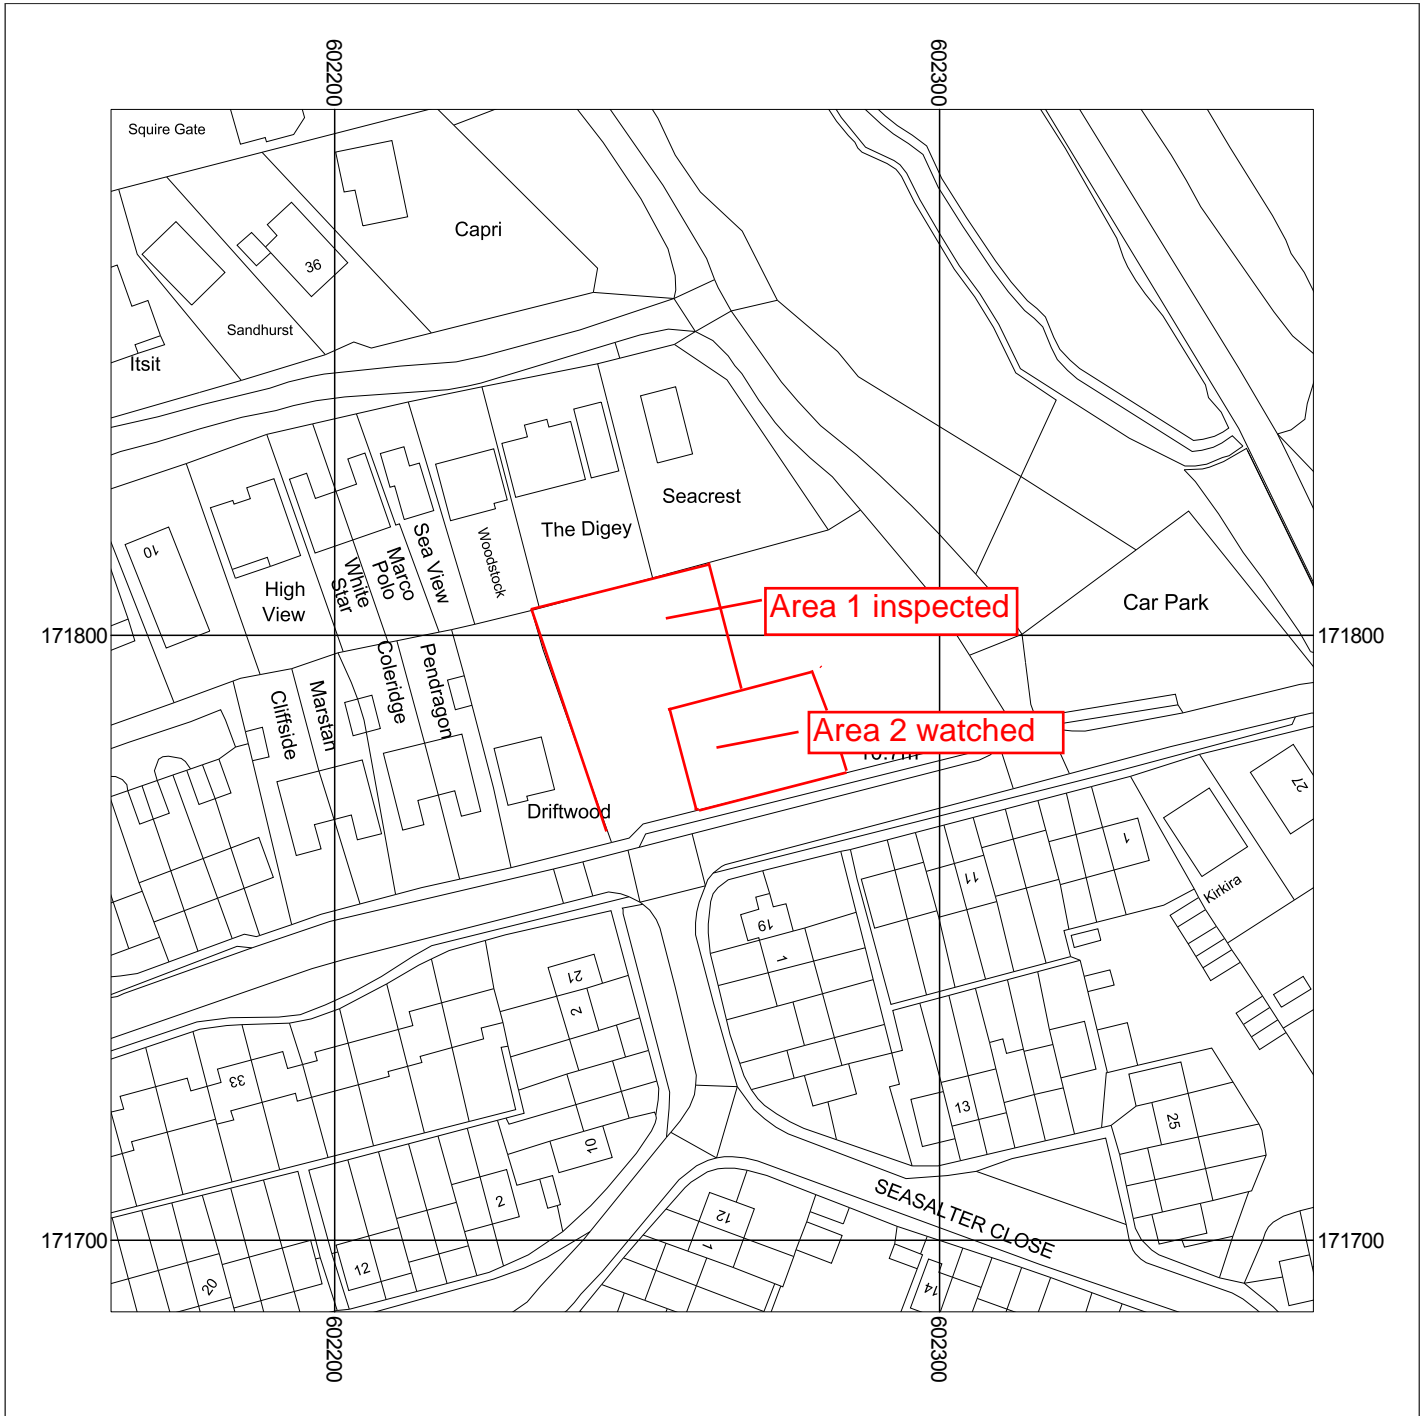 602200
602300
Squire Gate
Capri
36
Sandhurst
Itsit
Seacrest
The Digey
Woodstock
Sea View
Marco
Polo
White
Star
High
View
10
Area 1 inspected
Car Park
171800
171800
Pendragon
Coleridge
Marstan
Cliffside
Area 2 watched
Driftwood
27
1
11
Kirkira
19
1
21
2
33
13
25
10
2
12
20
SEASALTER CLOSE
12
1
14
171700
171700
602200
602300